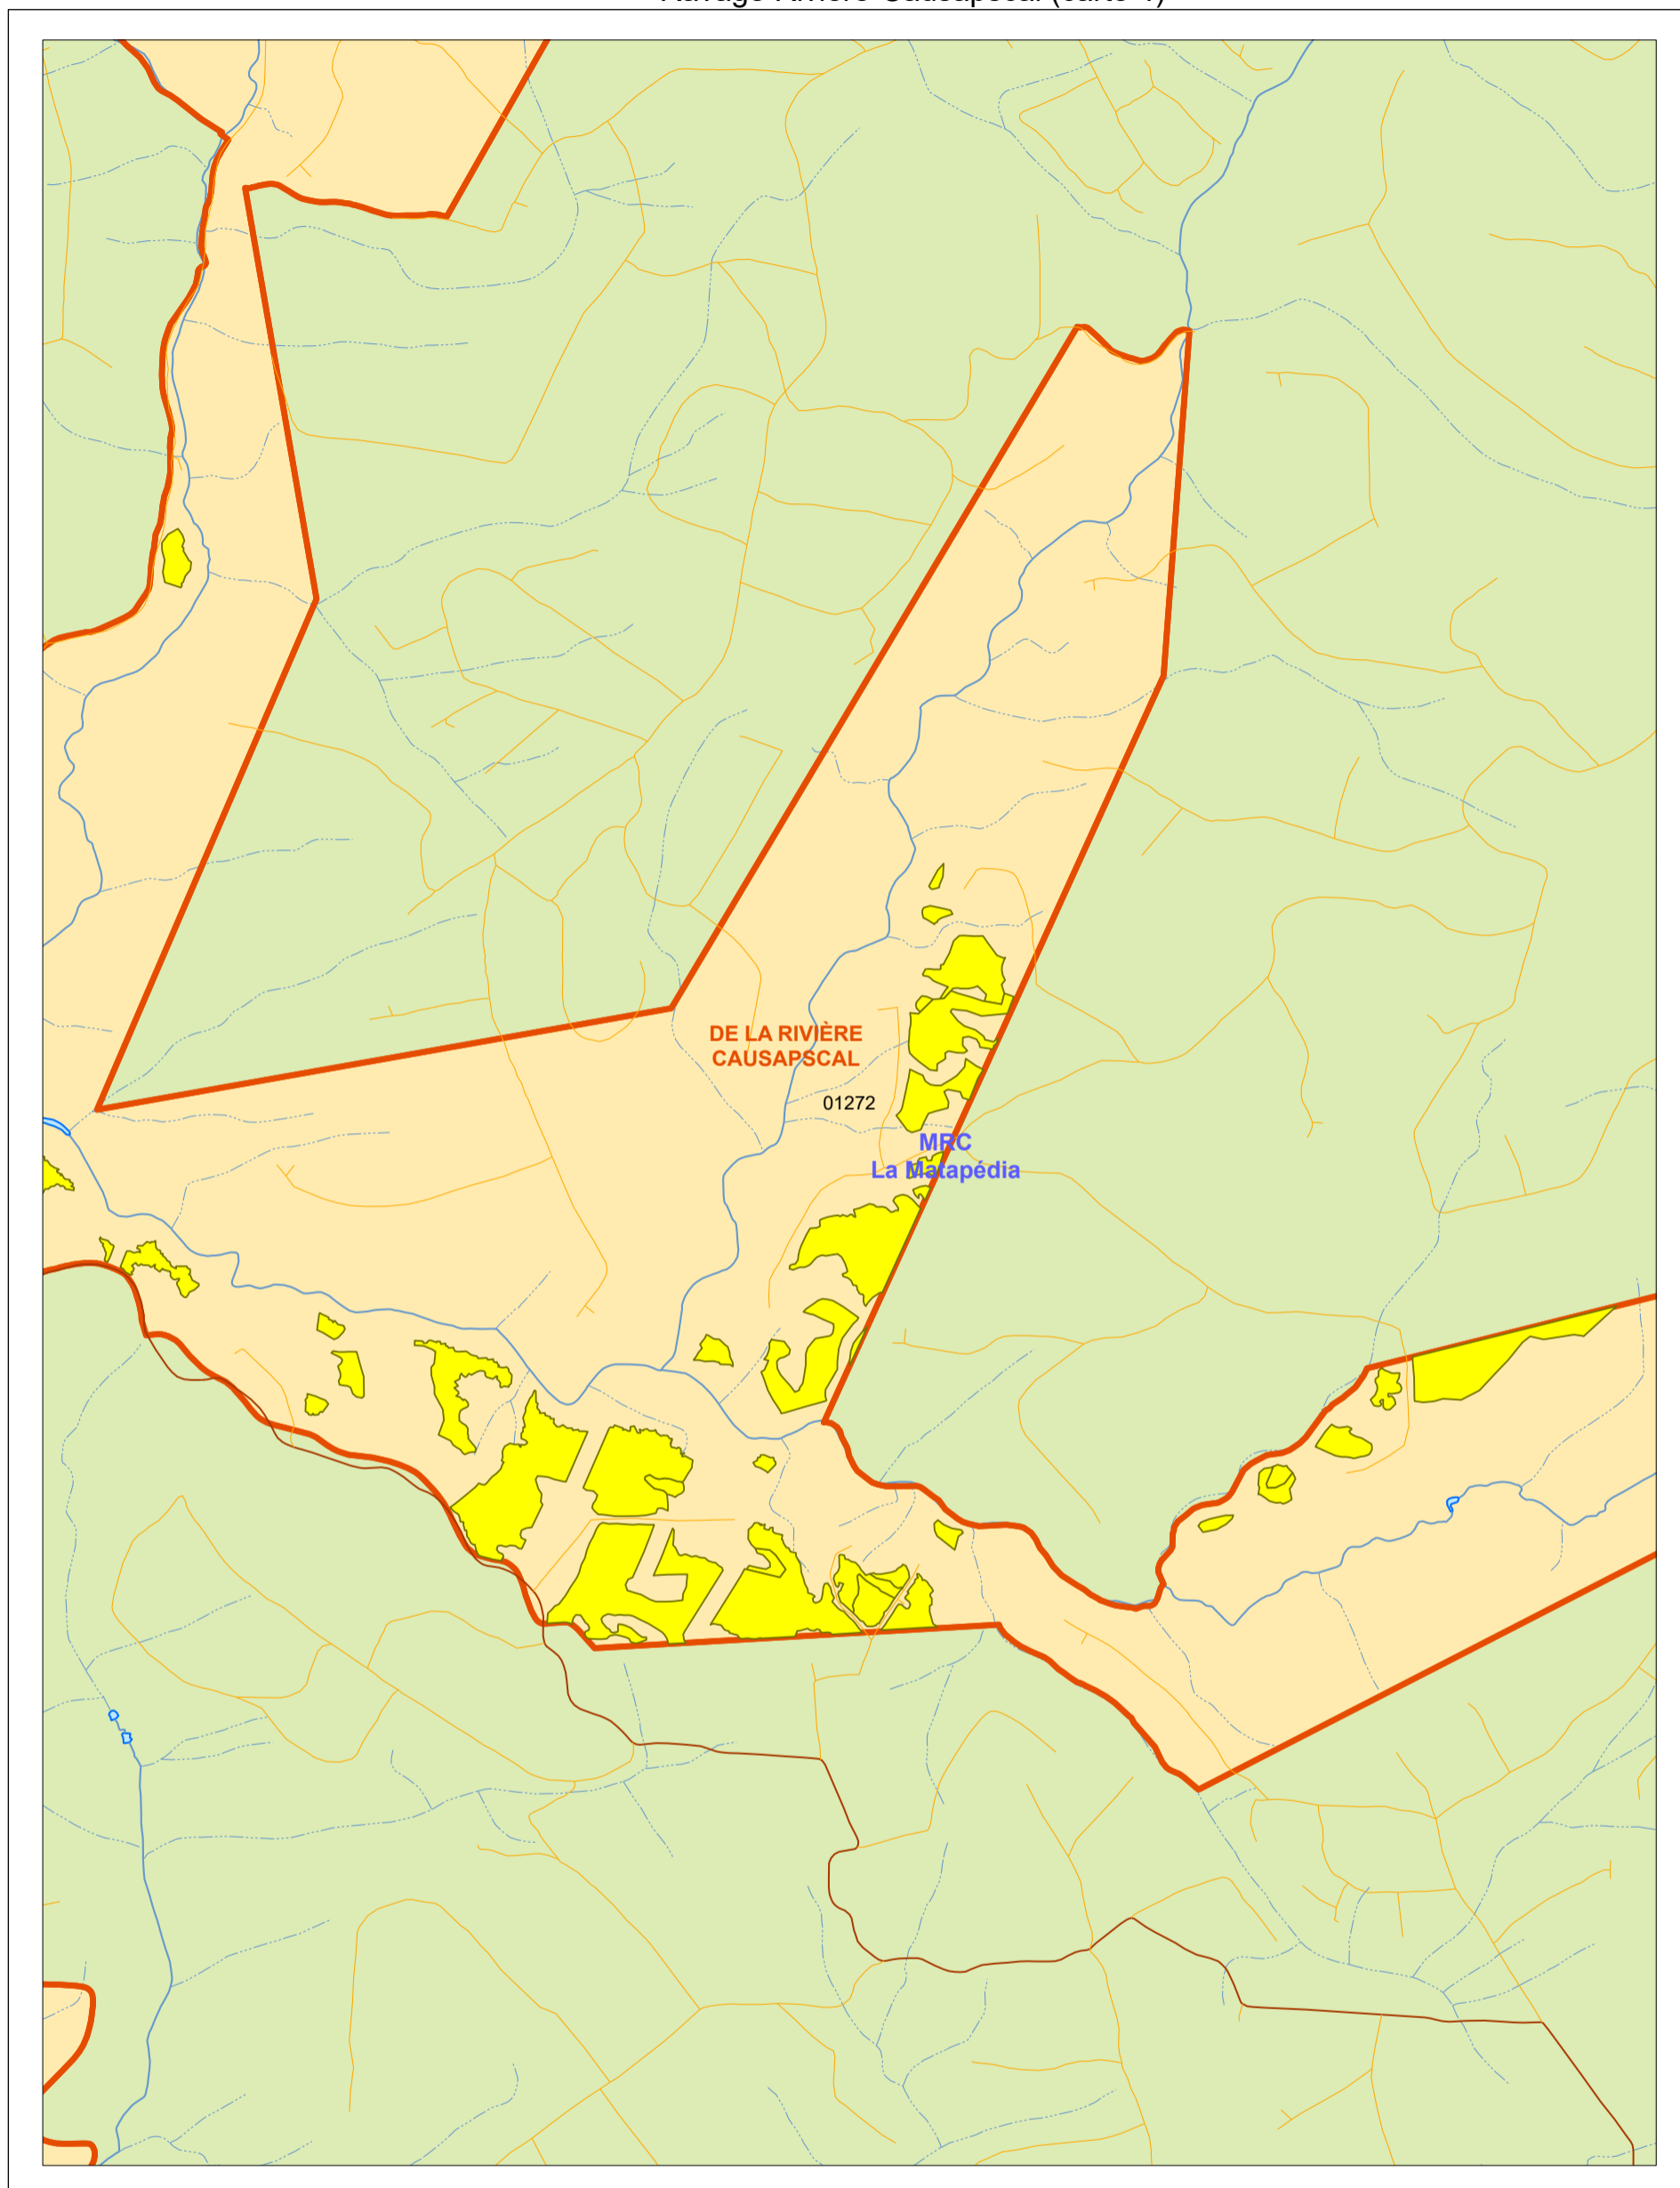 DE LA RIVIÈRE
CAUSAPSCAL
01272
MRC
La Matapédia